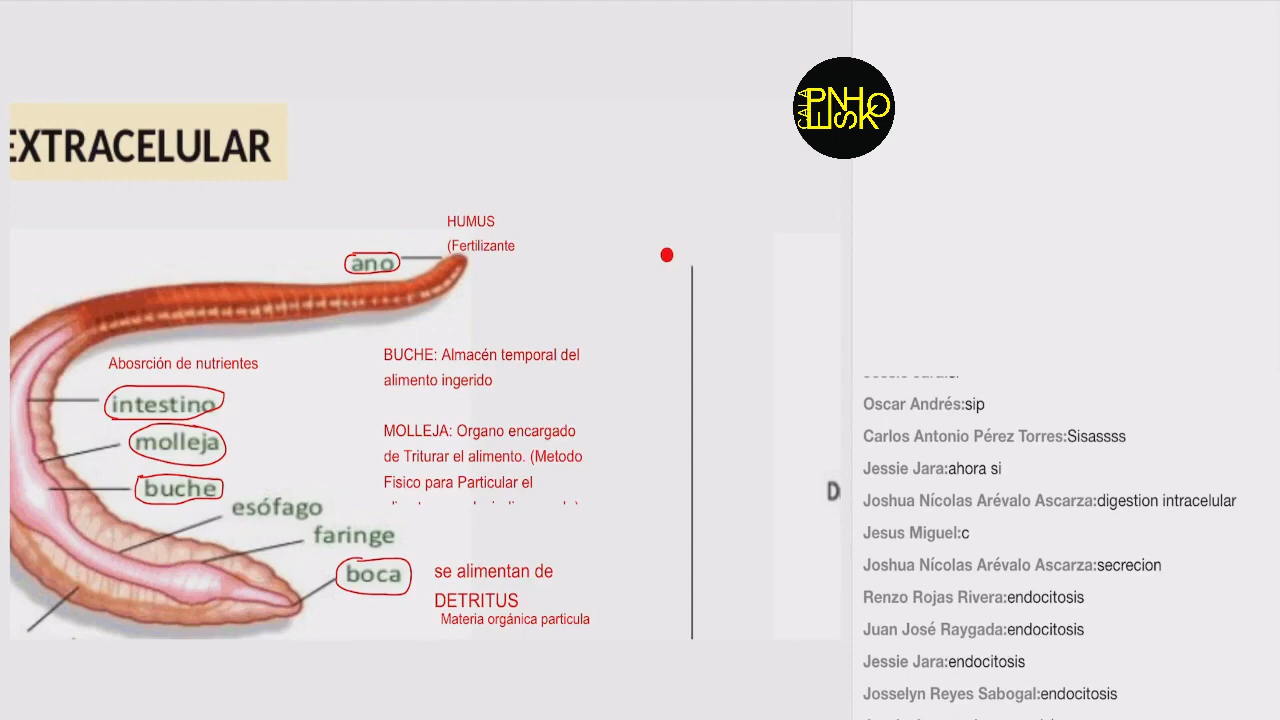 CALA
PNHO
ESK
EXTRACELULAR
HUMUS
(Fertilizante
ano
Abosrción de nutrientes
intestino
molleja
buche
esófago
faringe
boca
BUCHE: Almacén temporal del
alimento ingerido
MOLLEJA: Organo encargado
de Triturar el alimento. (Metodo
Fisico para Particular el
se alimentan de
DETRITUS
Materia orgánica particula
D
Oscar Andrés:sip
Carlos Antonio Pérez Torres:Sisassss
Jessie Jara:ahora si
Joshua Nícolas Arévalo Ascarza:digestion intracelular
Jesus Miguel:c
Joshua Nícolas Arévalo Ascarza:secrecion
Renzo Rojas Rivera:endocitosis
Juan José Raygada:endocitosis
Jessie Jara:endocitosis
Josselyn Reyes Sabogal:endocitosis